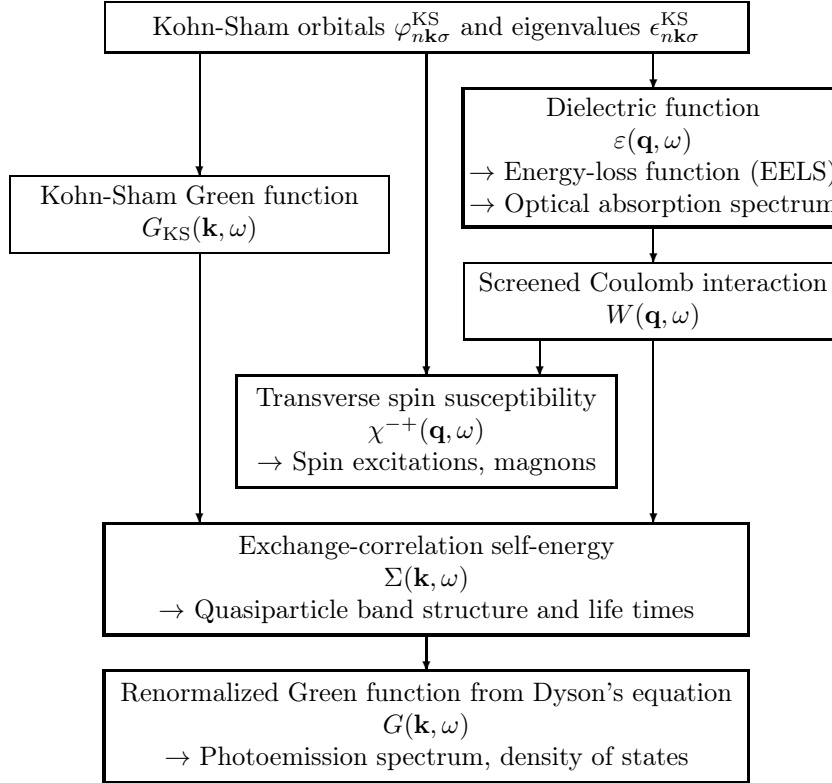 Kohn-Sham orbitals φ^KS_nkσ and eigenvalues ϵ^KS_nkσ
Dielectric function
ε(q, ω)
→ Energy-loss function (EELS)
→ Optical absorption spectrum
Kohn-Sham Green function
G_KS(k, ω)
Screened Coulomb interaction
W(q, ω)
Transverse spin susceptibility
χ^−+(q, ω)
→ Spin excitations, magnons
Exchange-correlation self-energy
Σ(k, ω)
→ Quasiparticle band structure and life times
Renormalized Green function from Dyson's equation
G(k, ω)
→ Photoemission spectrum, density of states